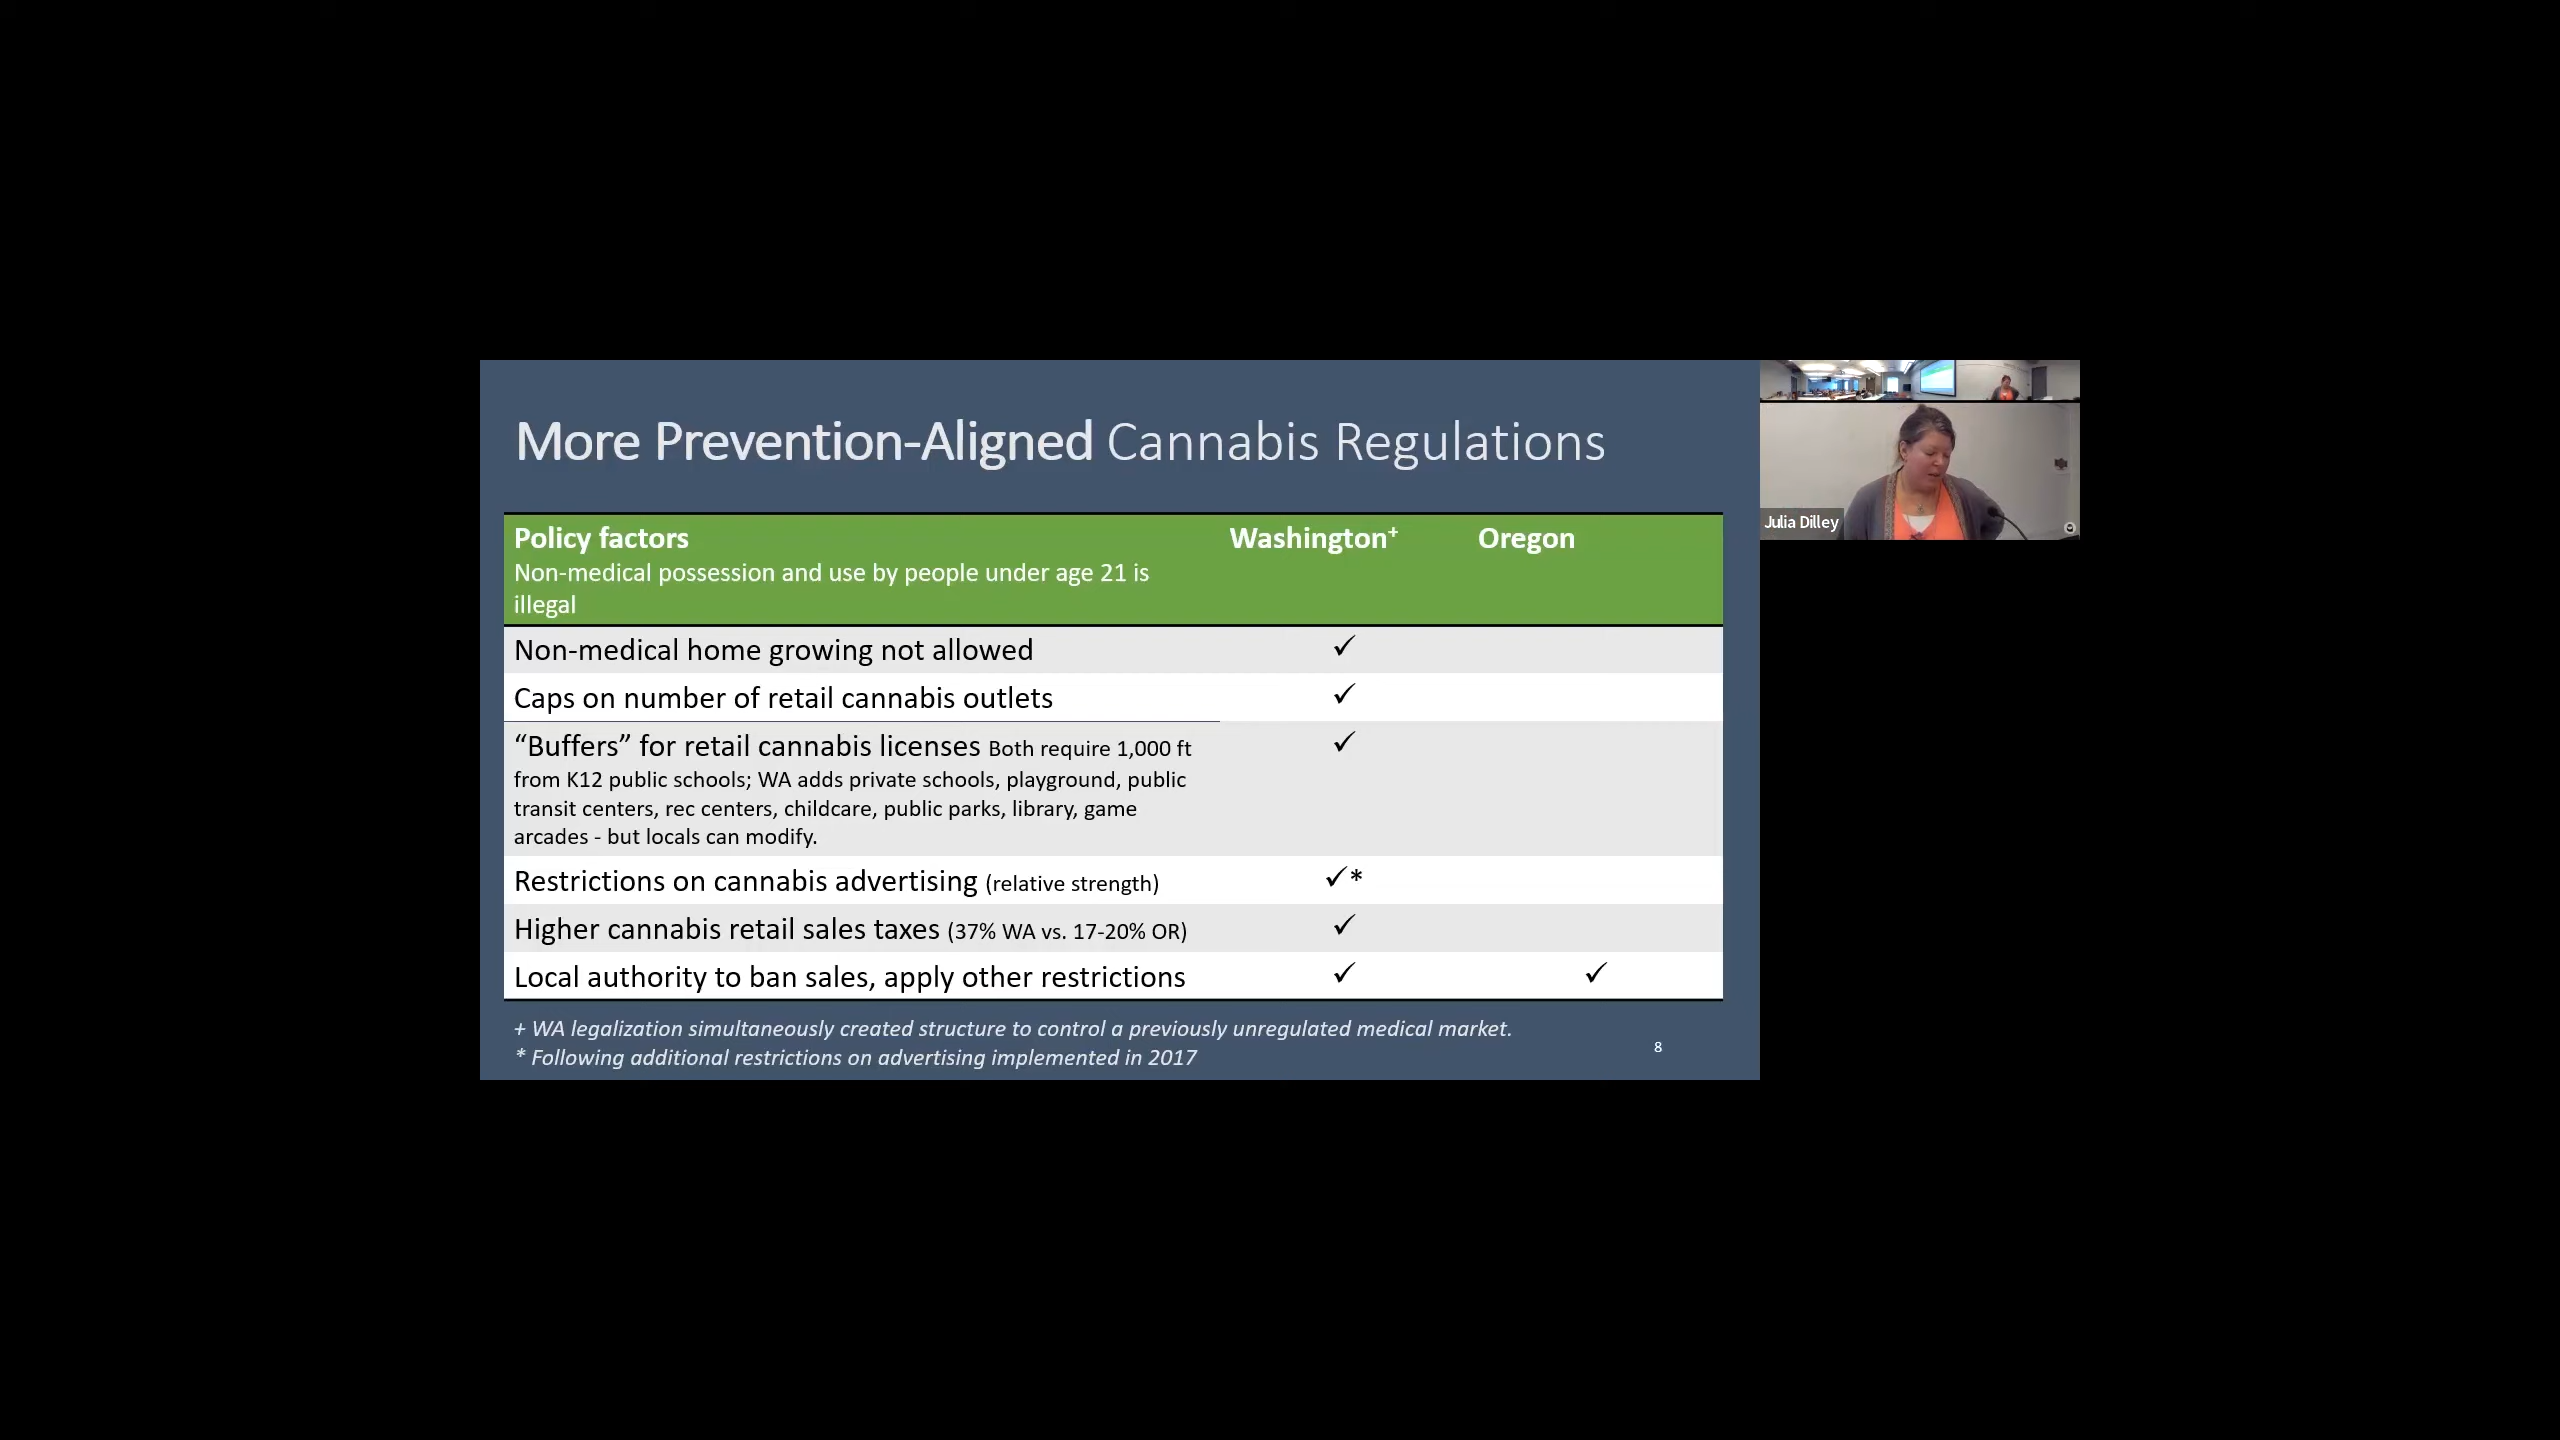 More Prevention-Aligned Cannabis Regulations
Policy factors Washington+ Oregon
Non-medical possession and use by people under age 21 is
illegal
Non-medical home growing not allowed ✓
Caps on number of retail cannabis outlets ✓
“Buffers” for retail cannabis licenses Both require 1,000 ft ✓
from K12 public schools; WA adds private schools, playground, public
transit centers, rec centers, childcare, public parks, library, game
arcades - but locals can modify.
Restrictions on cannabis advertising (relative strength) ✓*
Higher cannabis retail sales taxes (37% WA vs. 17-20% OR) ✓
Local authority to ban sales, apply other restrictions ✓ ✓
+ WA legalization simultaneously created structure to control a previously unregulated medical market.
* Following additional restrictions on advertising implemented in 2017
8
Julia Dilley